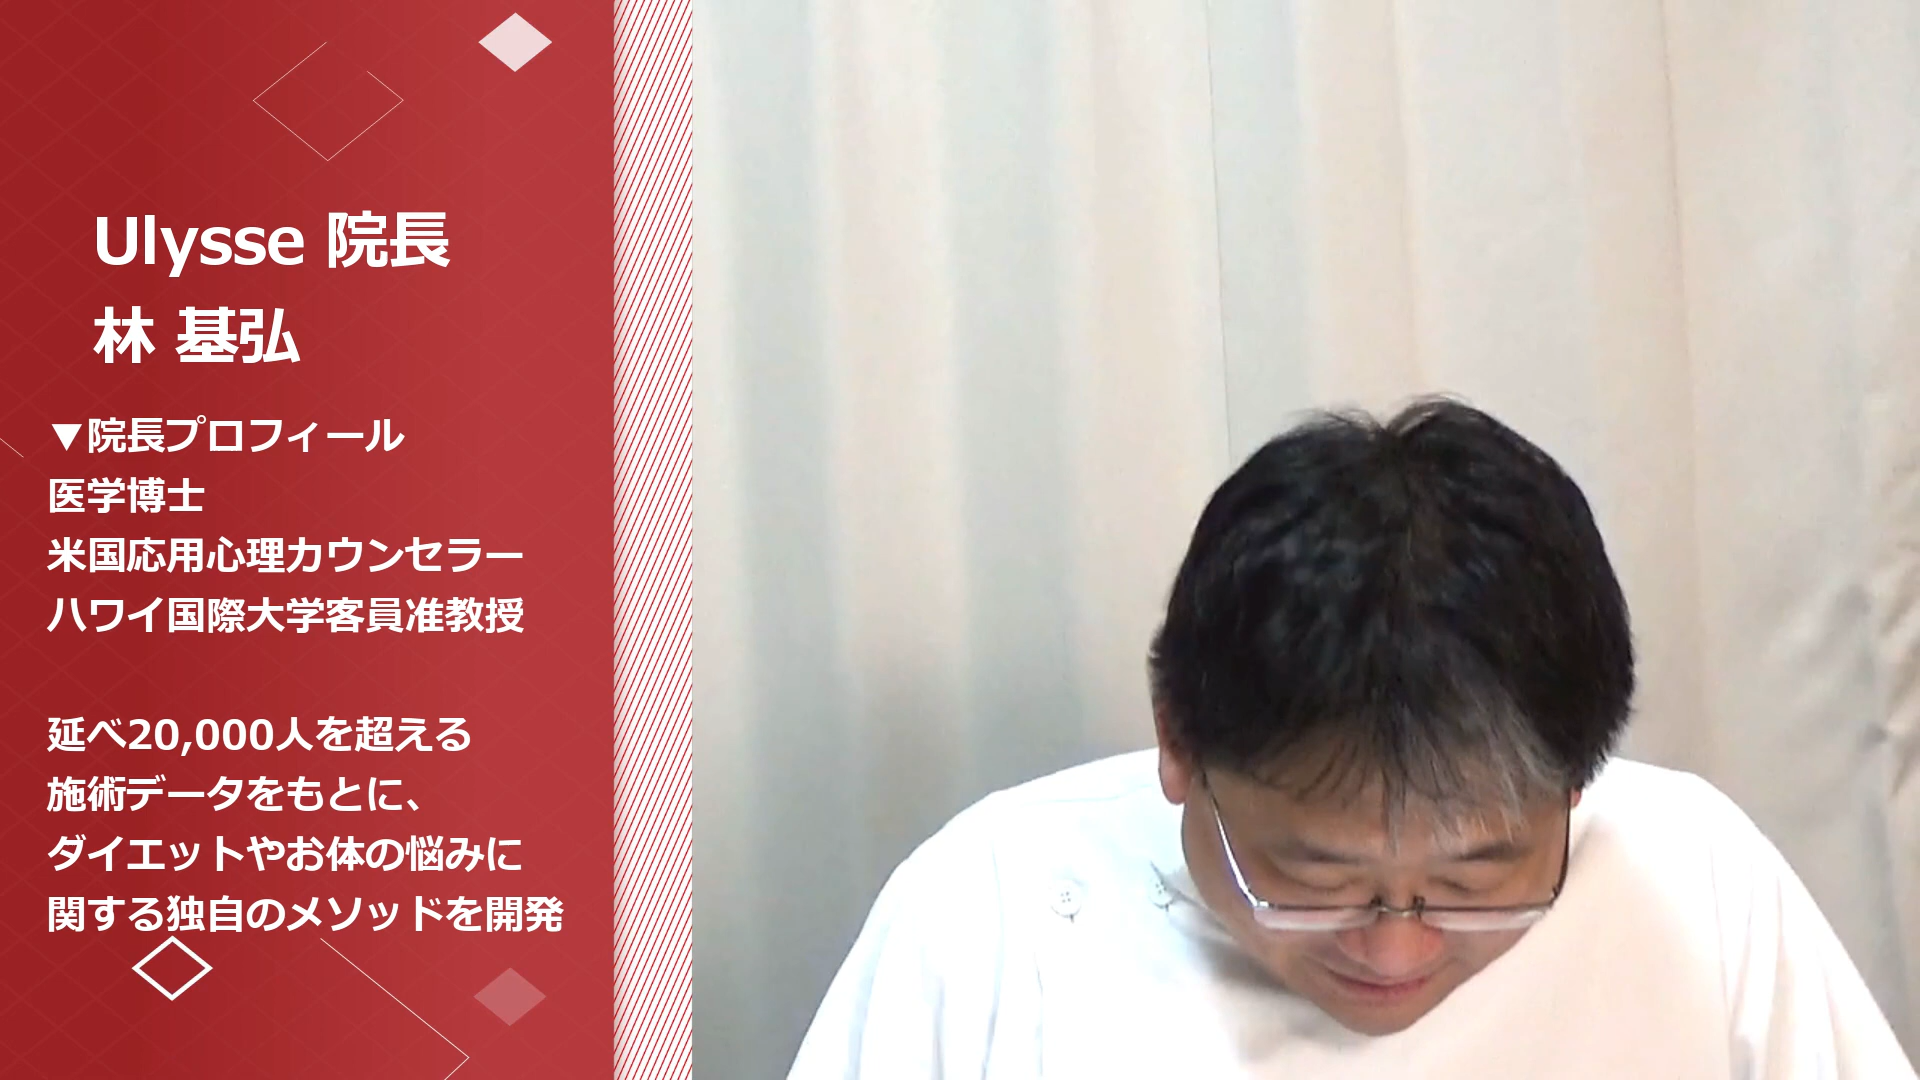 Ulysse 院長
林 基弘
▼院長プロフィール
医学博士
米国応用心理カウンセラー
ハワイ国際大学客員准教授
延べ20,000人を超える
施術データをもとに、
ダイエットやお体の悩みに
関する独自のメソッドを開発